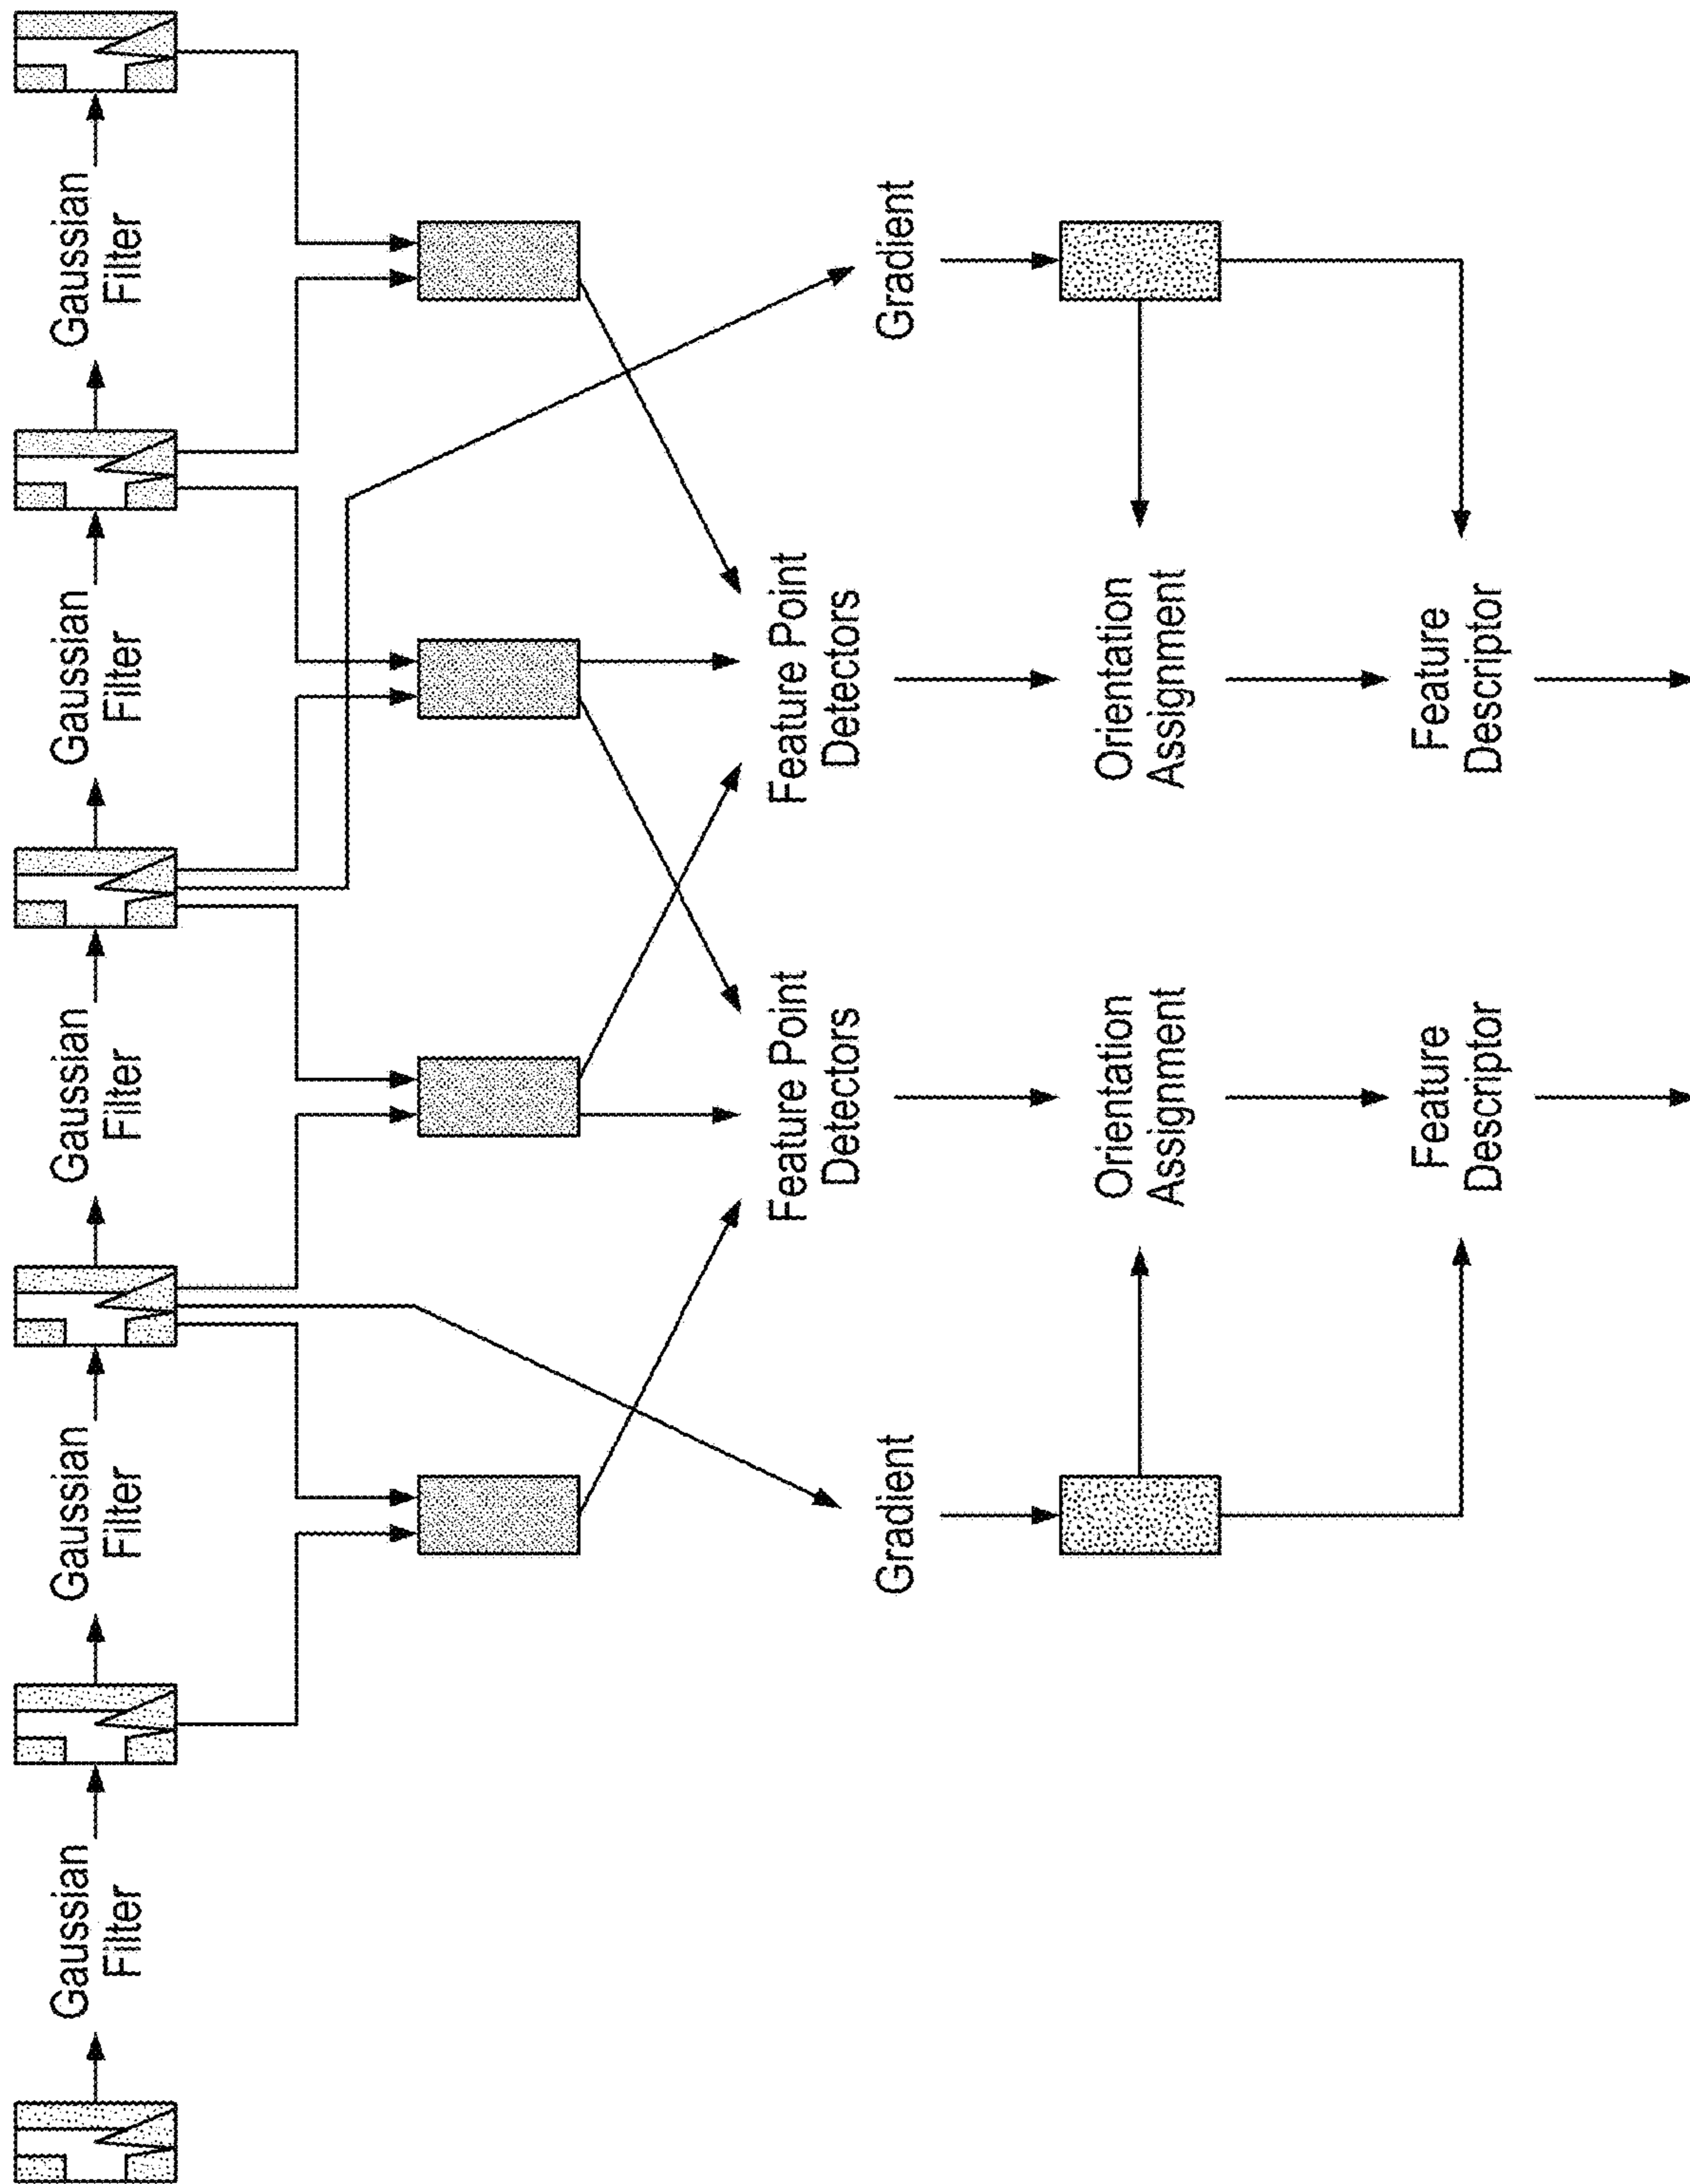 Gaussian
Filter
Gaussian
Filter
Gaussian
Filter
Gaussian
Filter
Gaussian
Filter
Feature Point
Detectors
Feature Point
Detectors
Gradient
Gradient
Orientation
Assignment
Orientation
Assignment
Feature
Descriptor
Feature
Descriptor